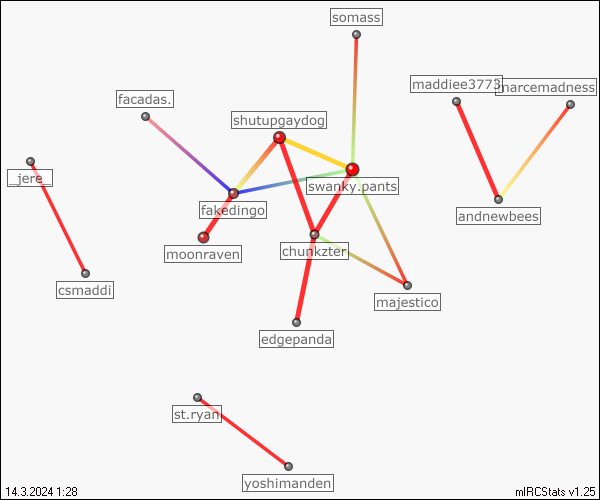 somass
maddiee3773
marcemadness
facadas.
shutupgaydog
_jere_
swanky.pants
fakedingo
andnewbees
moonraven
chunkzter
csmaddi
majestico
edgepanda
st.ryan
yoshimanden
14.3.2024 1:28
mIRCStats v1.25